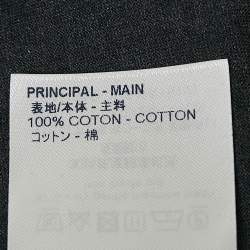 PRINCIPAL - MAIN
表地/本体 - 主料
100% COTON - COTTON
コットン - 棉